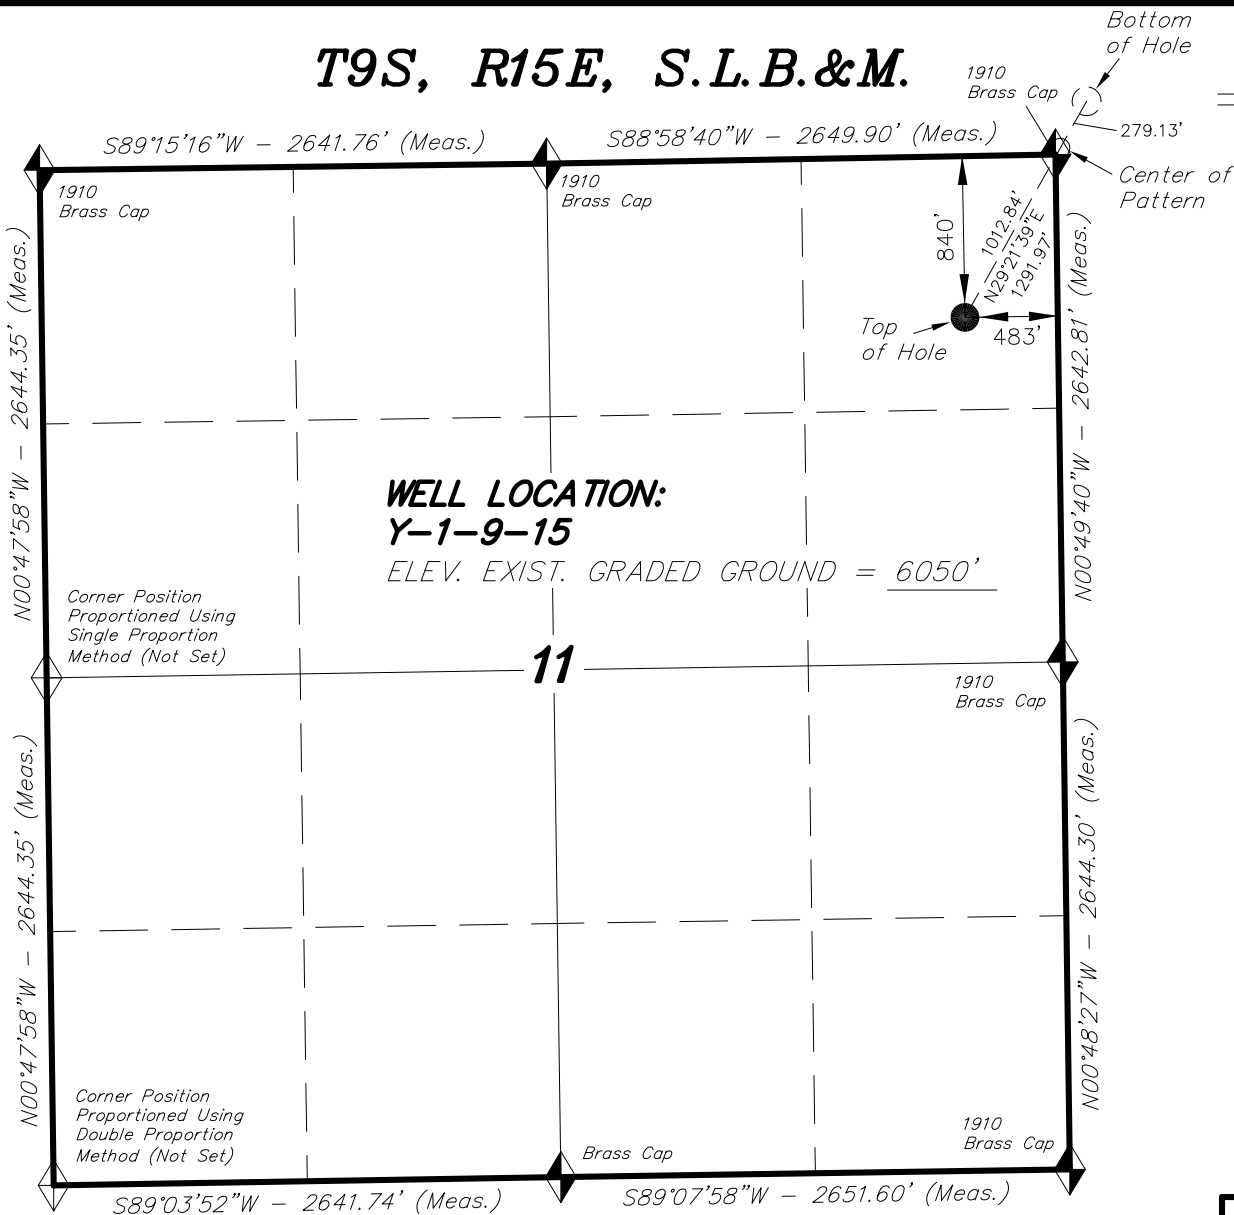 T9S, R15E, S.L.B.&M.
Bottom
of Hole
1910
Brass Cap
279.13'
Center of
Pattern
S89°15'16"W - 2641.76' (Meas.)
S88°58'40"W - 2649.90' (Meas.)
1910
Brass Cap
1910
Brass Cap
840'
1012.84'
N29°21'39"E
1291.97'
Top
of Hole
483'
N00°47'58"W - 2644.35' (Meas.)
N00°49'40"W - 2642.81' (Meas.)
WELL LOCATION:
Y-1-9-15
ELEV. EXIST. GRADED GROUND = 6050'
Corner Position
Proportioned Using
Single Proportion
Method (Not Set)
11
1910
Brass Cap
N00°47'58"W - 2644.35' (Meas.)
N00°48'27"W - 2644.30' (Meas.)
Corner Position
Proportioned Using
Double Proportion
Method (Not Set)
Brass Cap
1910
Brass Cap
S89°03'52"W - 2641.74' (Meas.)
S89°07'58"W - 2651.60' (Meas.)